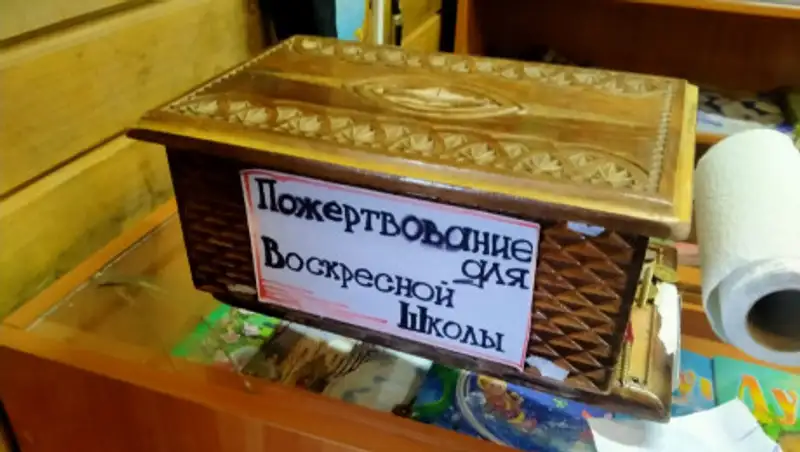 Пожертвование
для
Воскресной
Школы